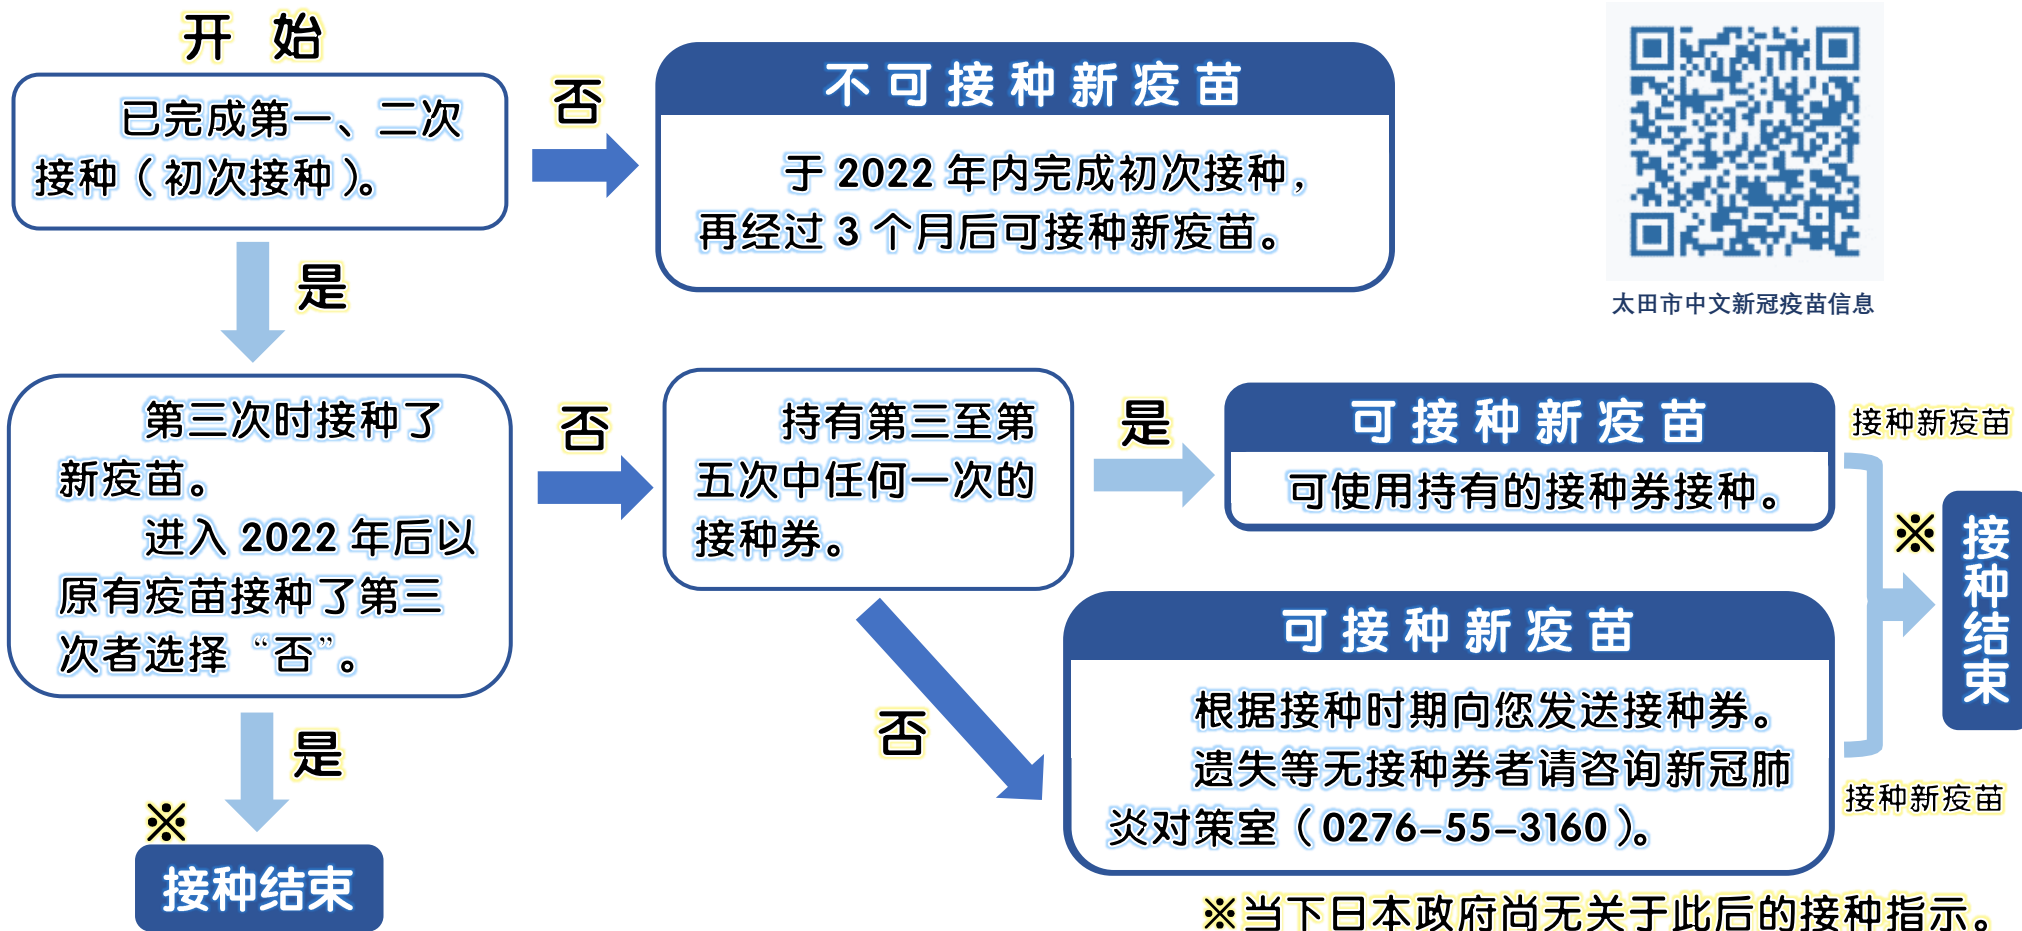 开 始
已完成第一、二次
接种（初次接种）。
否
不可接种新疫苗
于 2022 年内完成初次接种，
再经过 3 个月后可接种新疫苗。
太田市中文新冠疫苗信息
是
第三次时接种了
新疫苗。
进入 2022 年后以
原有疫苗接种了第三
次者选择“否”。
否
持有第三至第
五次中任何一次的
接种券。
是
可接种新疫苗
可使用持有的接种券接种。
接种新疫苗
※
接种结束
否
可接种新疫苗
根据接种时期向您发送接种券。
遗失等无接种券者请咨询新冠肺
炎对策室（0276-55-3160）。
接种新疫苗
是
※
接种结束
※当下日本政府尚无关于此后的接种指示。